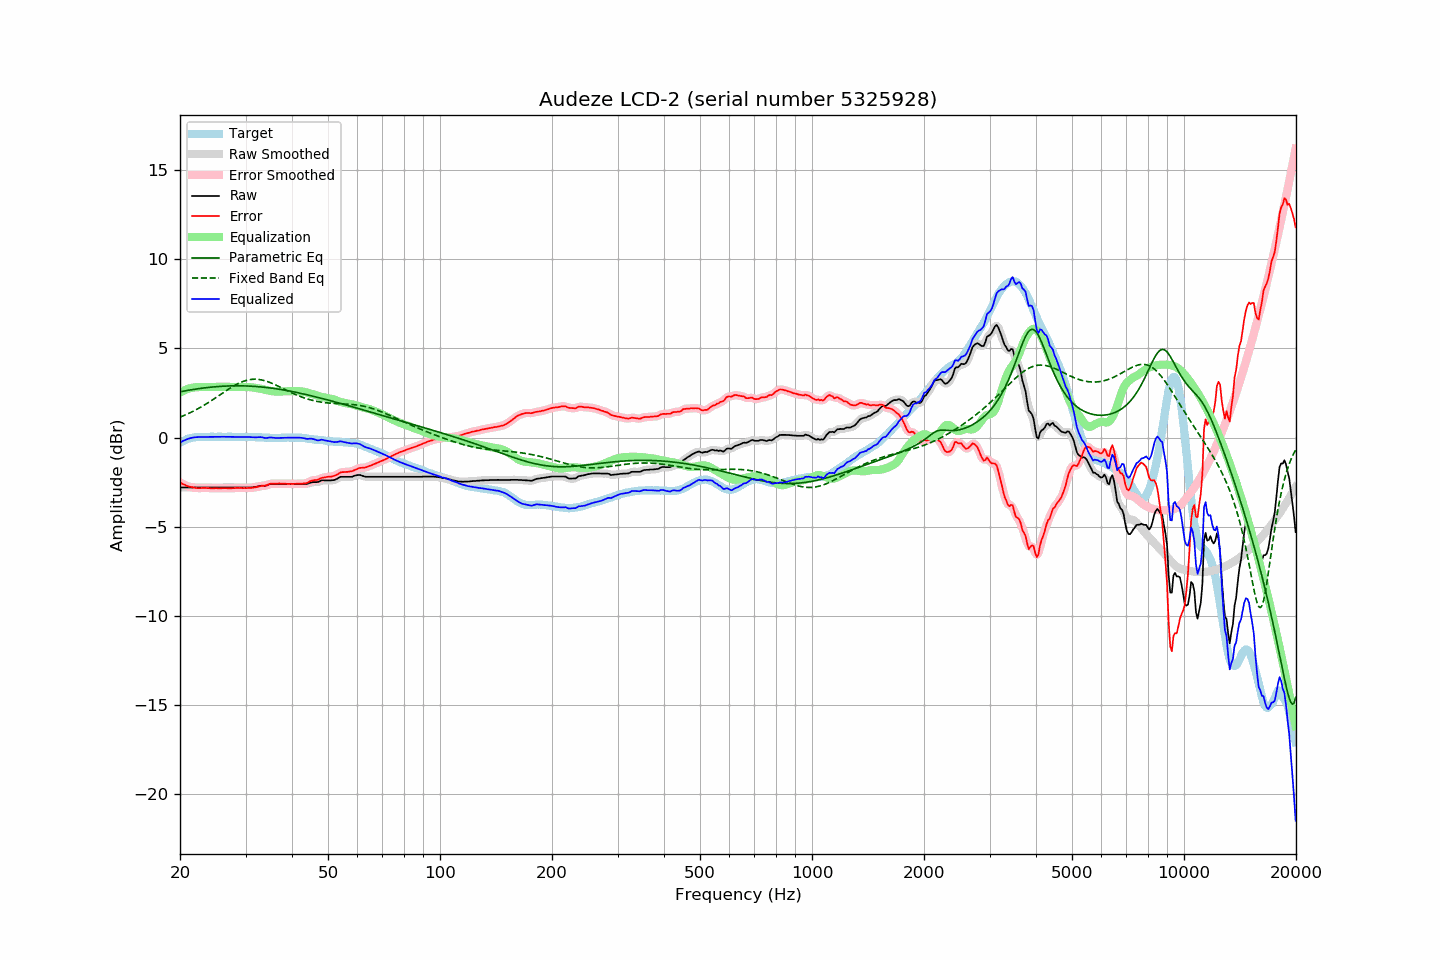 Audeze LCD-2 (serial number 5325928)
Target
Raw Smoothed
Error Smoothed
Raw
Error
Equalization
Parametric Eq
Fixed Band Eq
Equalized
15
10
5
0
−5
−10
−15
−20
Amplitude (dBr)
20 50 100 200 500 1000 2000 5000 10000 20000
Frequency (Hz)